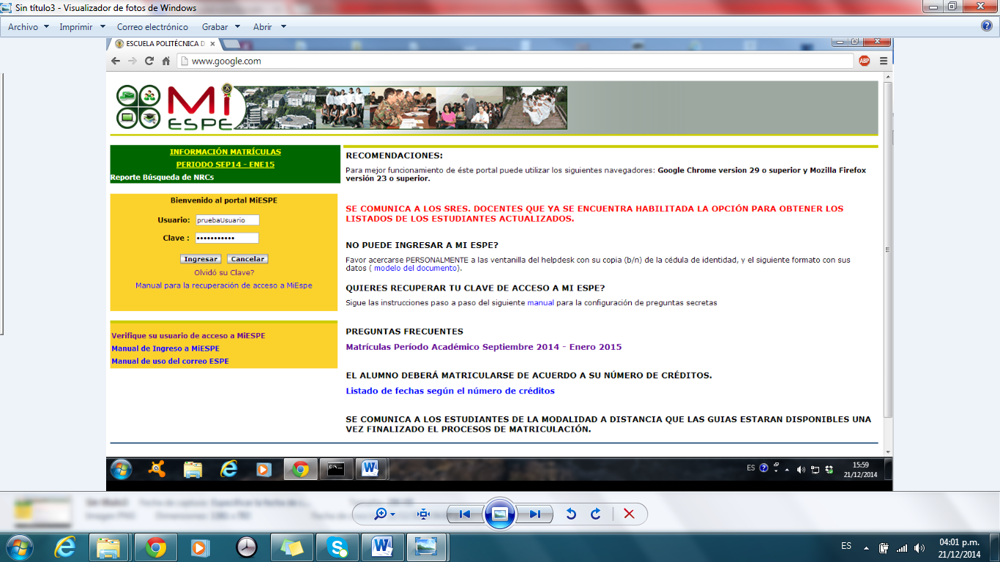 Sin título3 - Visualizador de fotos de Windows
Archivo Imprimir Correo electrónico Grabar Abrir
ESCUELA POLITÉCNICA D
www.google.com
ABP
Mi
ESPE
INFORMACIÓN MATRÍCULAS
PERIODO SEP14 - ENE15
Reporte Búsqueda de NRCs
Bienvenido al portal MiESPE
Usuario: pruebaUsuario
Clave : •••••••••••
Ingresar Cancelar
Olvidó su Clave?
Manual para la recuperación de acceso a MiEspe
Verifique su usuario de acceso a MiESPE
Manual de Ingreso a MiESPE
Manual de uso del correo ESPE
RECOMENDACIONES:
Para mejor funcionamiento de éste portal puede utilizar los siguientes navegadores: Google Chrome version 29 o superior y Mozilla Firefox
versión 23 o superior.
SE COMUNICA A LOS SRES. DOCENTES QUE YA SE ENCUENTRA HABILITADA LA OPCIÓN PARA OBTENER LOS
LISTADOS DE LOS ESTUDIANTES ACTUALIZADOS.
NO PUEDE INGRESAR A MI ESPE?
Favor acercarse PERSONALMENTE a las ventanilla del helpdesk con su copia (b/n) de la cédula de identidad, y el siguiente formato con sus
datos ( modelo del documento).
QUIERES RECUPERAR TU CLAVE DE ACCESO A MI ESPE?
Sigue las instrucciones paso a paso del siguiente manual para la configuración de preguntas secretas
PREGUNTAS FRECUENTES
Matrículas Período Académico Septiembre 2014 - Enero 2015
EL ALUMNO DEBERÁ MATRICULARSE DE ACUERDO A SU NÚMERO DE CRÉDITOS.
Listado de fechas según el número de créditos
SE COMUNICA A LOS ESTUDIANTES DE LA MODALIDAD A DISTANCIA QUE LAS GUIAS ESTARAN DISPONIBLES UNA
VEZ FINALIZADO EL PROCESOS DE MATRICULACIÓN.
ES 15:59
21/12/2014
ES 04:01 p.m.
21/12/2014